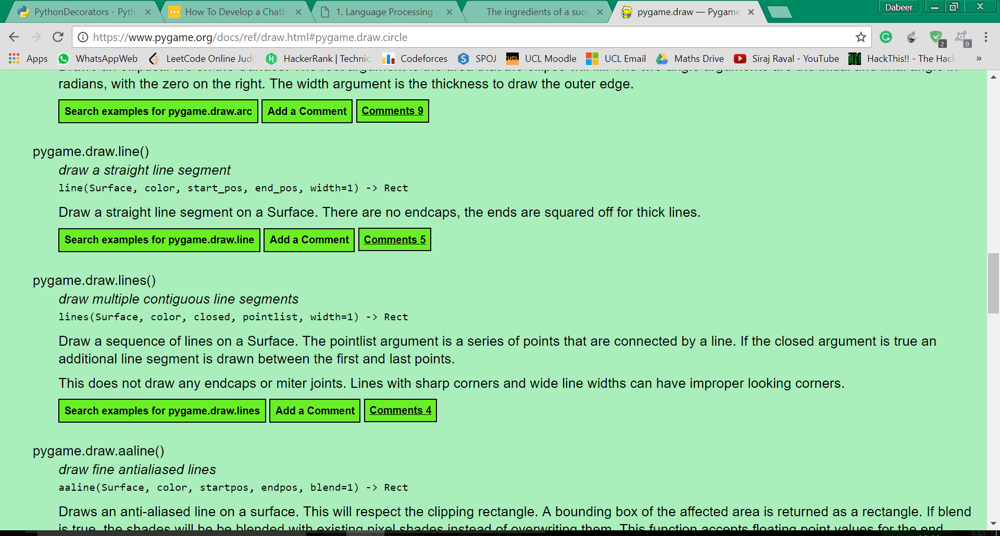 PythonDecorators - Pyth
How To Develop a Chatb
1. Language Processing a
The ingredients of a succ
pygame.draw — Pygame
Dabeer
https://www.pygame.org/docs/ref/draw.html#pygame.draw.circle
2
0
Apps
WhatsAppWeb
LeetCode Online Judg
HackerRank | Technic
Codeforces
SPOJ
UCL
UCL Moodle
UCL Email
Maths Drive
Siraj Raval - YouTube
HackThis!! - The Hack
»
radians, with the zero on the right. The width argument is the thickness to draw the outer edge.
Search examples for pygame.draw.arc Add a Comment Comments 9
pygame.draw.line()
draw a straight line segment
line(Surface, color, start_pos, end_pos, width=1) -> Rect
Draw a straight line segment on a Surface. There are no endcaps, the ends are squared off for thick lines.
Search examples for pygame.draw.line Add a Comment Comments 5
pygame.draw.lines()
draw multiple contiguous line segments
lines(Surface, color, closed, pointlist, width=1) -> Rect
Draw a sequence of lines on a Surface. The pointlist argument is a series of points that are connected by a line. If the closed argument is true an
additional line segment is drawn between the first and last points.
This does not draw any endcaps or miter joints. Lines with sharp corners and wide line widths can have improper looking corners.
Search examples for pygame.draw.lines Add a Comment Comments 4
pygame.draw.aaline()
draw fine antialiased lines
aaline(Surface, color, startpos, endpos, blend=1) -> Rect
Draws an anti-aliased line on a surface. This will respect the clipping rectangle. A bounding box of the affected area is returned as a rectangle. If blend
is true, the shades will be be blended with existing pixel shades instead of overwriting them. This function accepts floating point values for the end